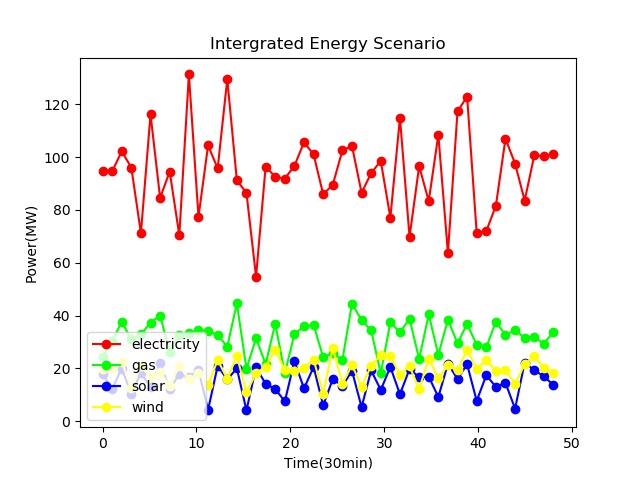 Intergrated Energy Scenario
Power(MW)
120
100
80
60
40
20
0
electricity
gas
solar
wind
0 10 20 30 40 50
Time(30min)